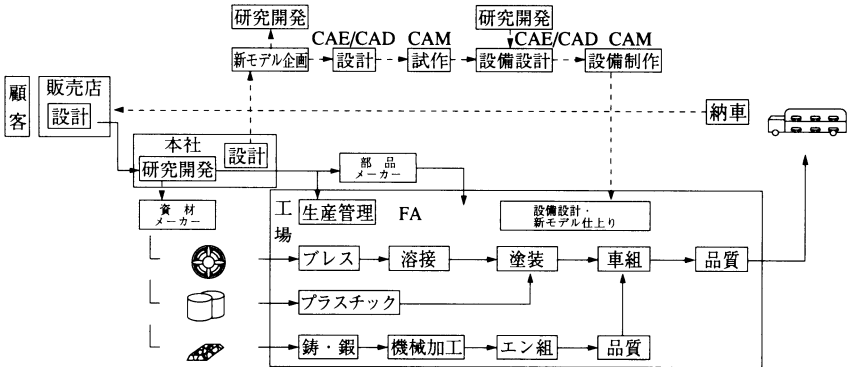 研究開発
研究開発
CAE/CAD CAM
CAE/CAD CAM
新モデル企画
設計
試作
設備設計
設備制作
顧客
販売店
設計
納車
本社
設計
研究開発
部品
メーカー
資材
メーカー
工場
生産管理
FA
設備設計・
新モデル仕上り
プレス
溶接
塗装
車組
品質
プラスチック
鋳・鍛
機械加工
エン組
品質